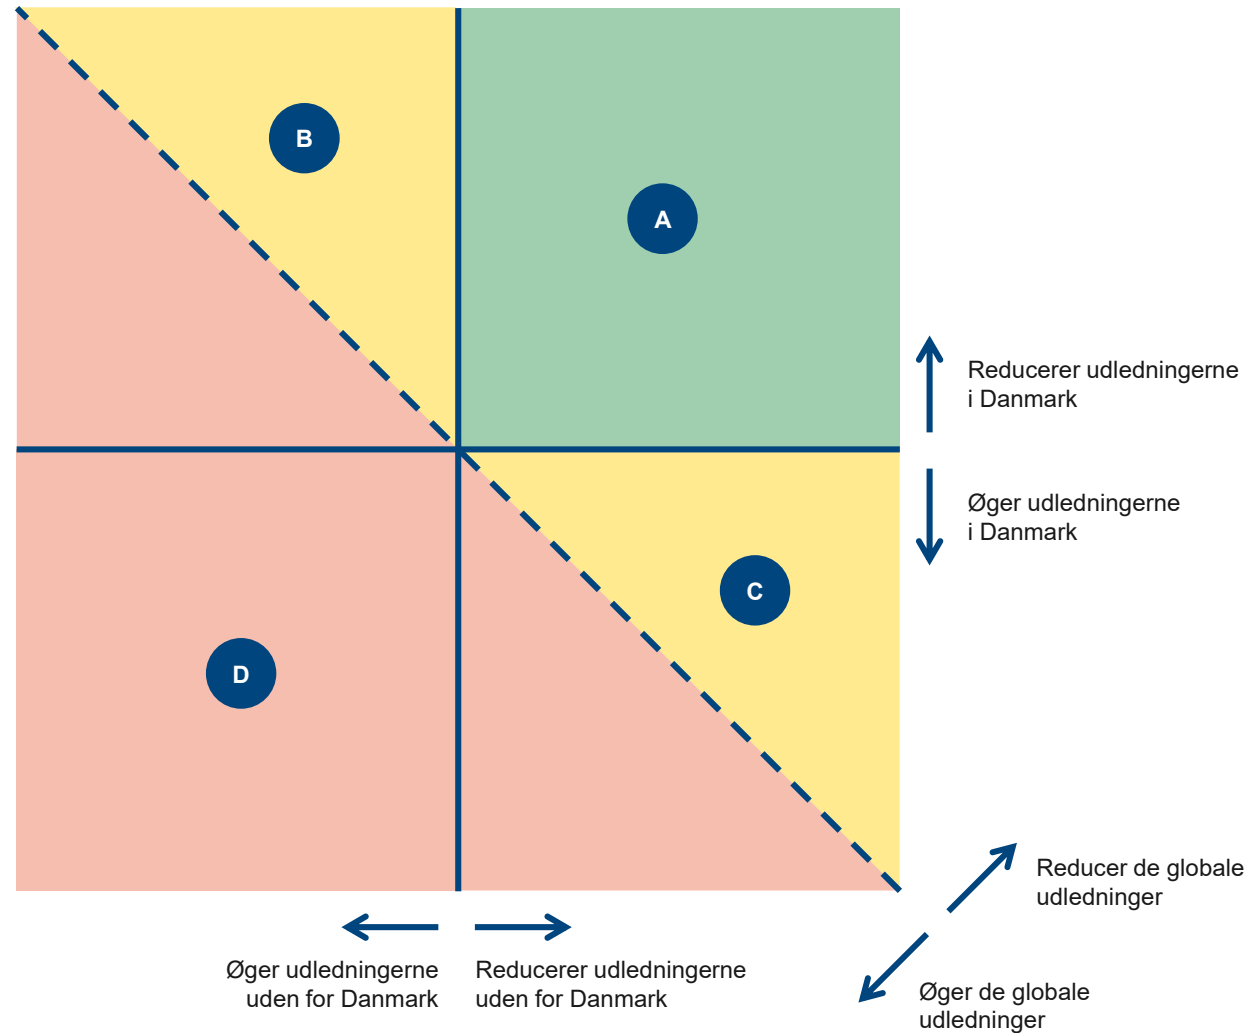 B
A
Reducerer udledningerne
i Danmark
Øger udledningerne
i Danmark
C
D
Reducer de globale
udledninger
Øger udledningerne
uden for Danmark
Reducerer udledningerne
uden for Danmark
Øger de globale
udledninger